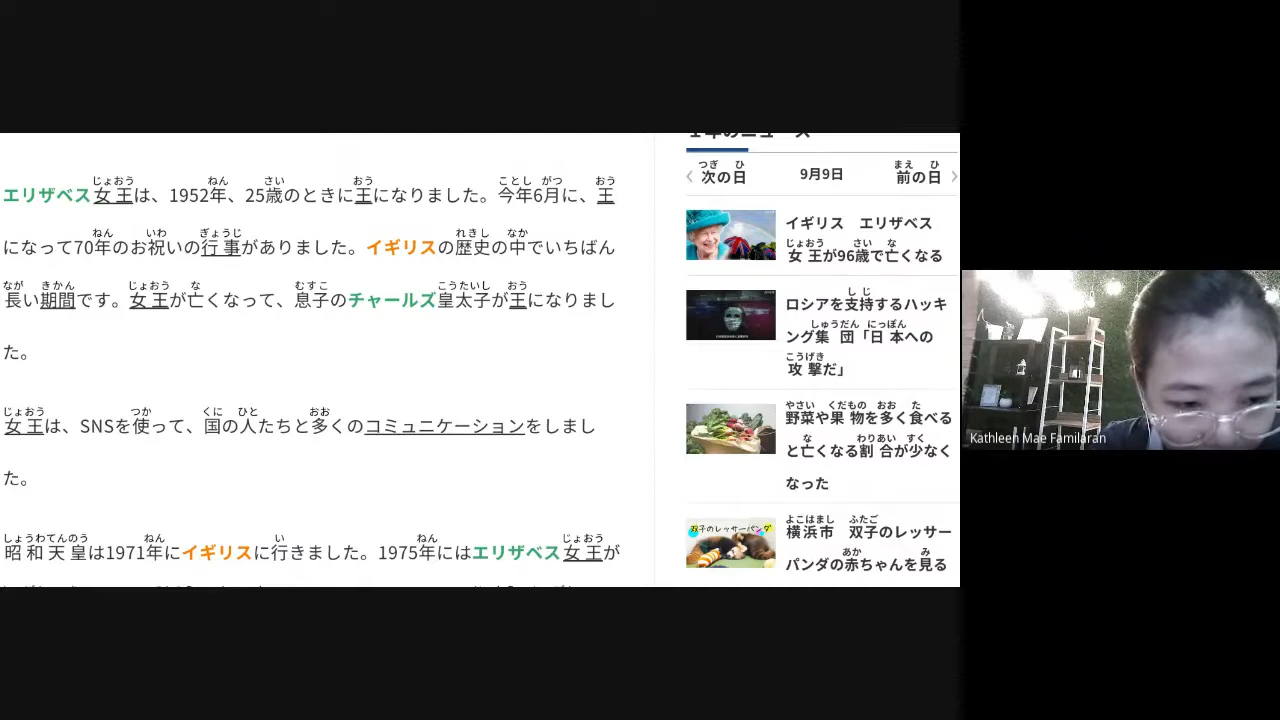 エリザベス女王は、1952年、25歳のときに王になりました。今年6月に、王
になって70年のお祝いの行事がありました。イギリスの歴史の中でいちばん
長い期間です。女王が亡くなって、息子のチャールズ皇太子が王になりまし
た。
女王は、SNSを使って、国の人たちと多くのコミュニケーションをしまし
た。
昭和天皇は1971年にイギリスに行きました。1975年にはエリザベス女王が
1年のニュース
次の日 9月9日 前の日
イギリス エリザベス
女王が96歳で亡くなる
ロシアを支持するハッキ
ング集団「日本への
攻撃だ」
野菜や果物を多く食べる
と亡くなる割合が少なく
なった
双子のレッサーパンダ
横浜市 双子のレッサー
パンダの赤ちゃんを見る
Kathleen Mae Familaran